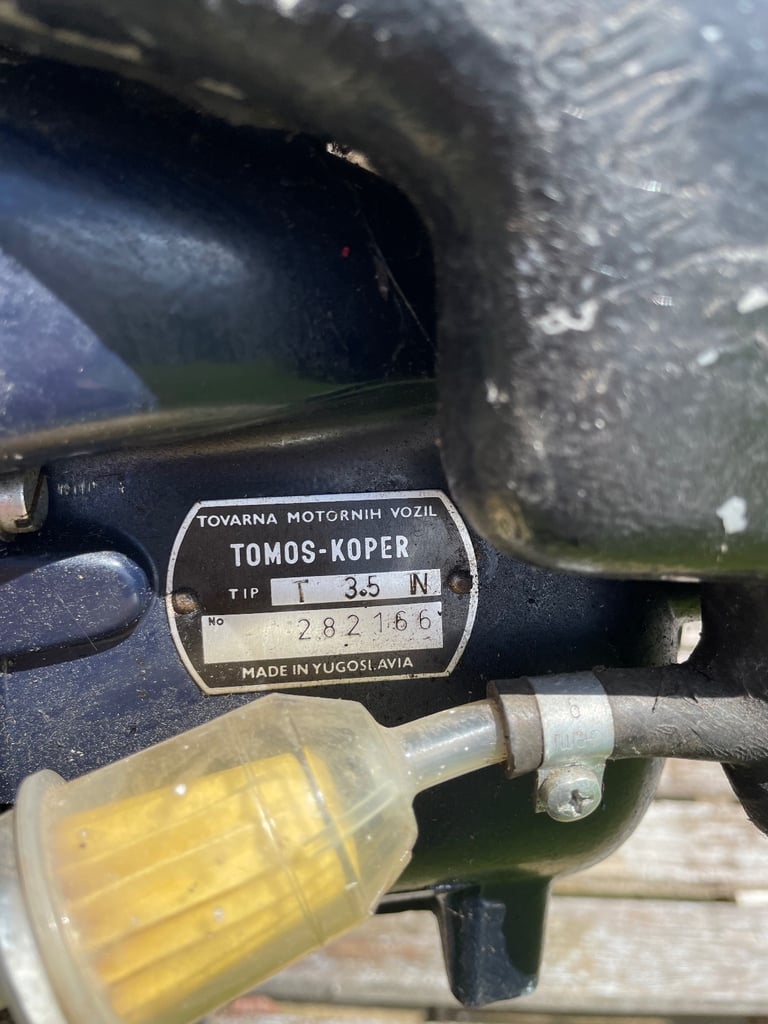 TOVARNA MOTORNIH VOZIL
TOMOS-KOPER
TIP T 3.5 N
No 282166
MADE IN YUGOSLAVIA